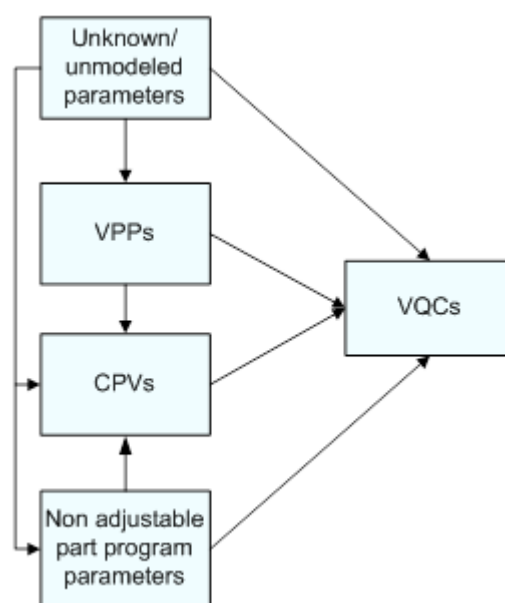 Unknown/
unmodeled
parameters
VPPs
VQCs
CPVs
Non adjustable
part program
parameters